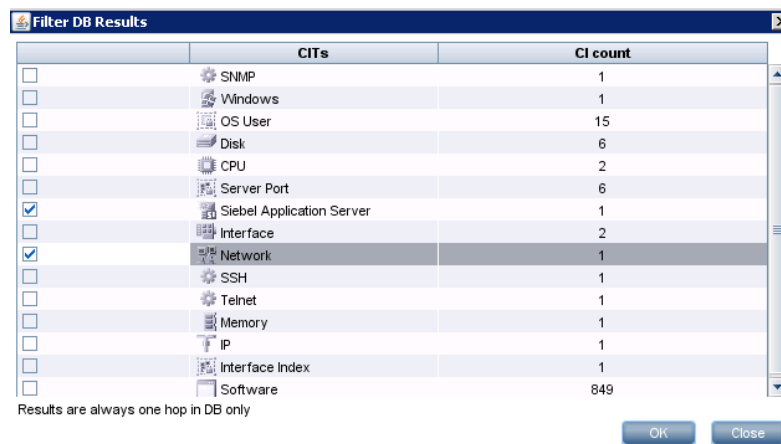 Filter DB Results
CITs CI count
SNMP 1
Windows 1
OS User 15
Disk 6
CPU 2
Server Port 6
Siebel Application Server 1
Interface 2
Network 1
SSH 1
Telnet 1
Memory 1
IP 1
Interface Index 1
Software 849
Results are always one hop in DB only
OK Close